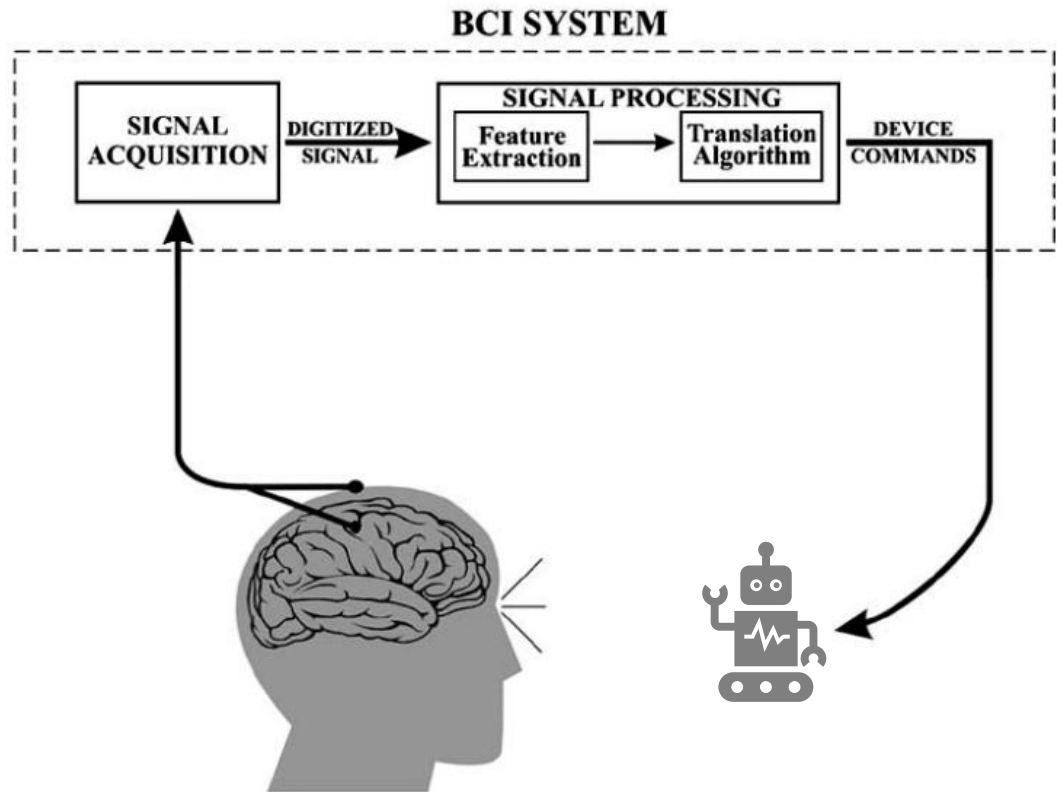 BCI SYSTEM
SIGNAL
ACQUISITION
DIGITIZED
SIGNAL
SIGNAL PROCESSING
Feature
Extraction
Translation
Algorithm
DEVICE
COMMANDS